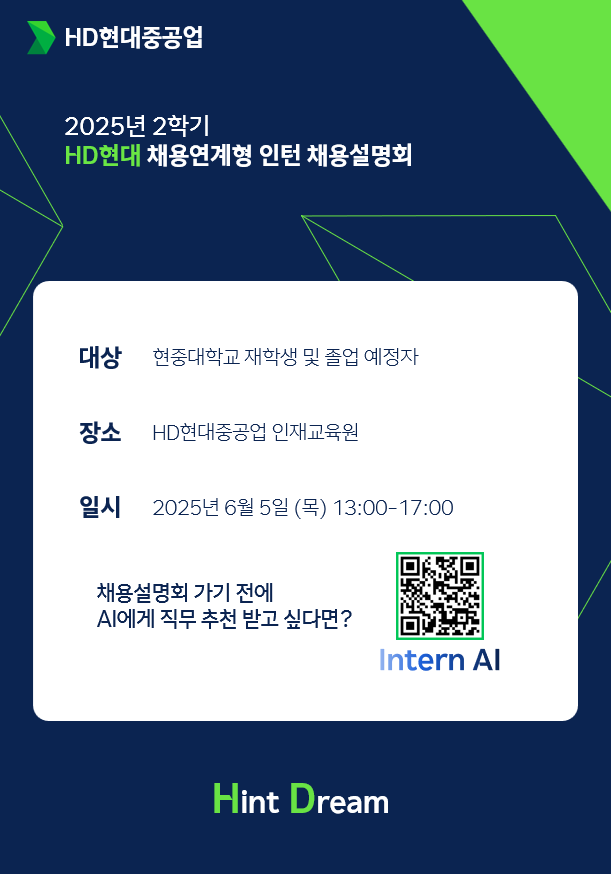 HD현대중공업
2025년 2학기
HD현대 채용연계형 인턴 채용설명회
대상 현중대학교 재학생 및 졸업 예정자
장소 HD현대중공업 인재교육원
일시 2025년 6월 5일 (목) 13:00-17:00
채용설명회 가기 전에
AI에게 직무 추천 받고 싶다면?
Intern AI
Hint Dream